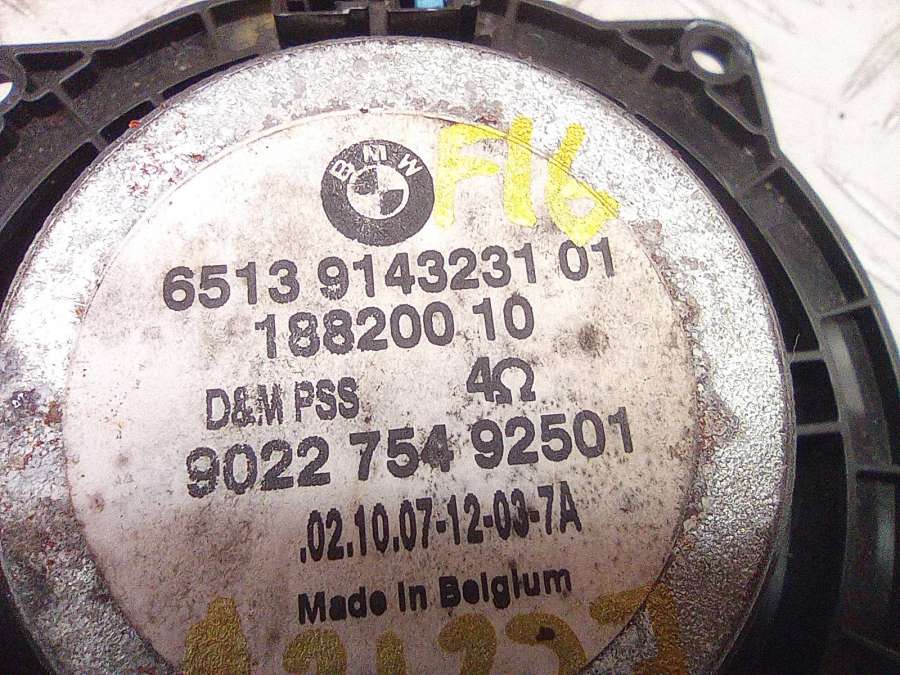 BMW
F16
6513 9143231 01
188200 10
D&M PSS 4Ω
9022 754 92501
.02.10.07-12-03-7A
Made in Belgium